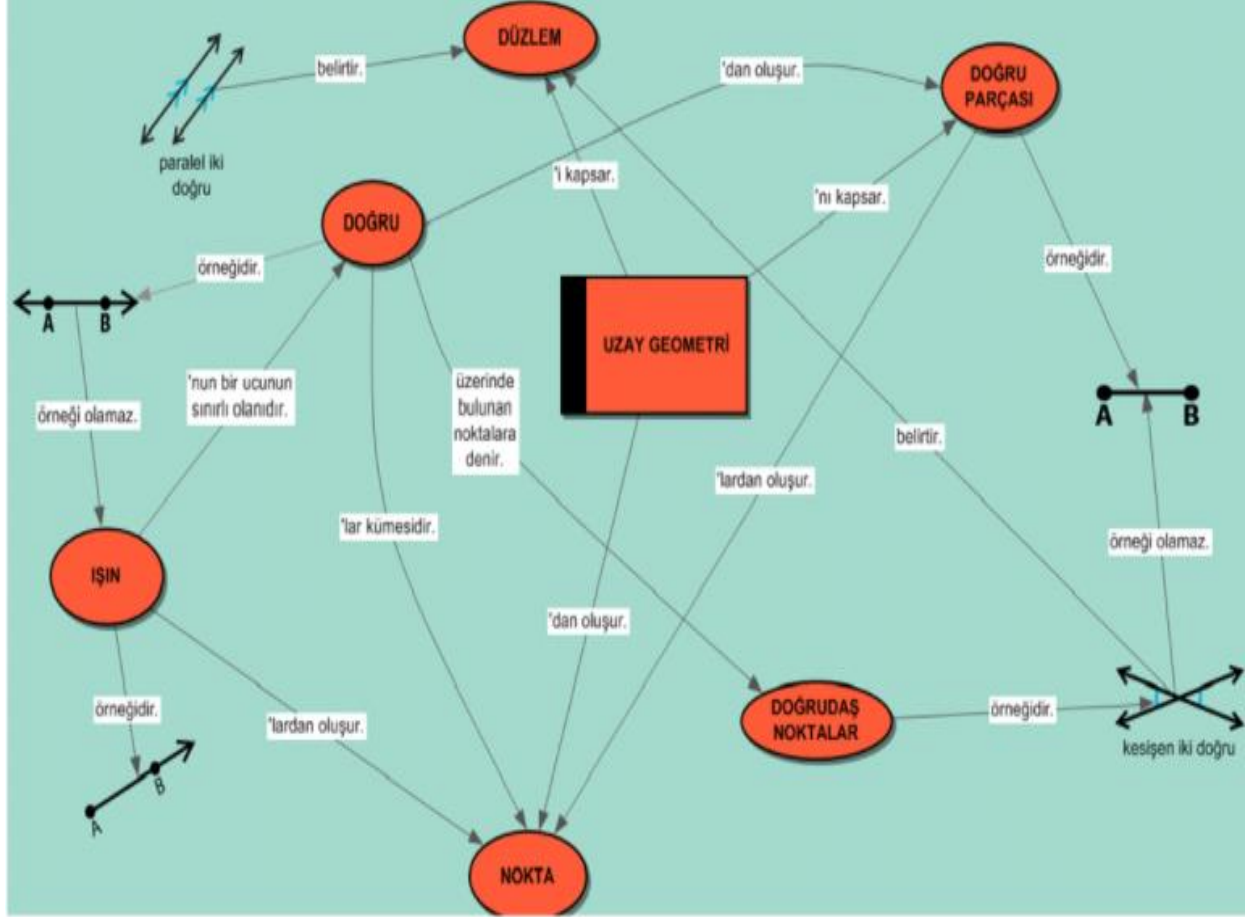 DÜZLEM
belirtir.
'dan oluşur.
DOĞRU
PARÇASI
paralel iki
doğru
'i kapsar.
'nı kapsar.
DOĞRU
örneğidir.
örneğidir.
A B
UZAY GEOMETRİ
'nun bir ucunun
sınırlı olanıdır.
üzerinde
bulunan
noktalara
denir.
örneği olamaz.
A B
belirtir.
'lardan oluşur.
'lar kümesidir.
örneği olamaz.
IŞIN
'dan oluşur.
örneğidir.
'lardan oluşur.
DOĞRUDAŞ
NOKTALAR
örneğidir.
kesişen iki doğru
B
A
NOKTA